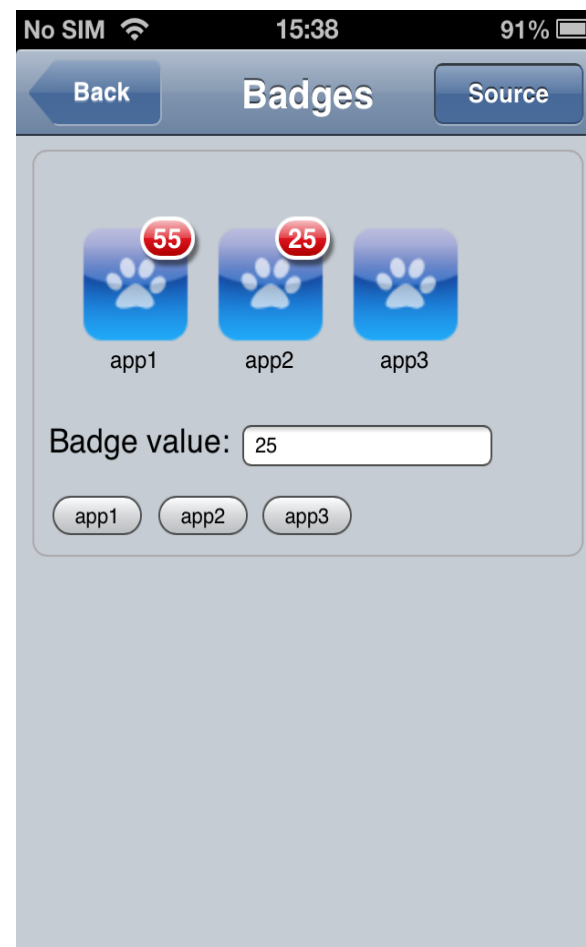 No SIM 15:38 91%
Back Badges Source
55 25
app1 app2 app3
Badge value: 25
app1 app2 app3